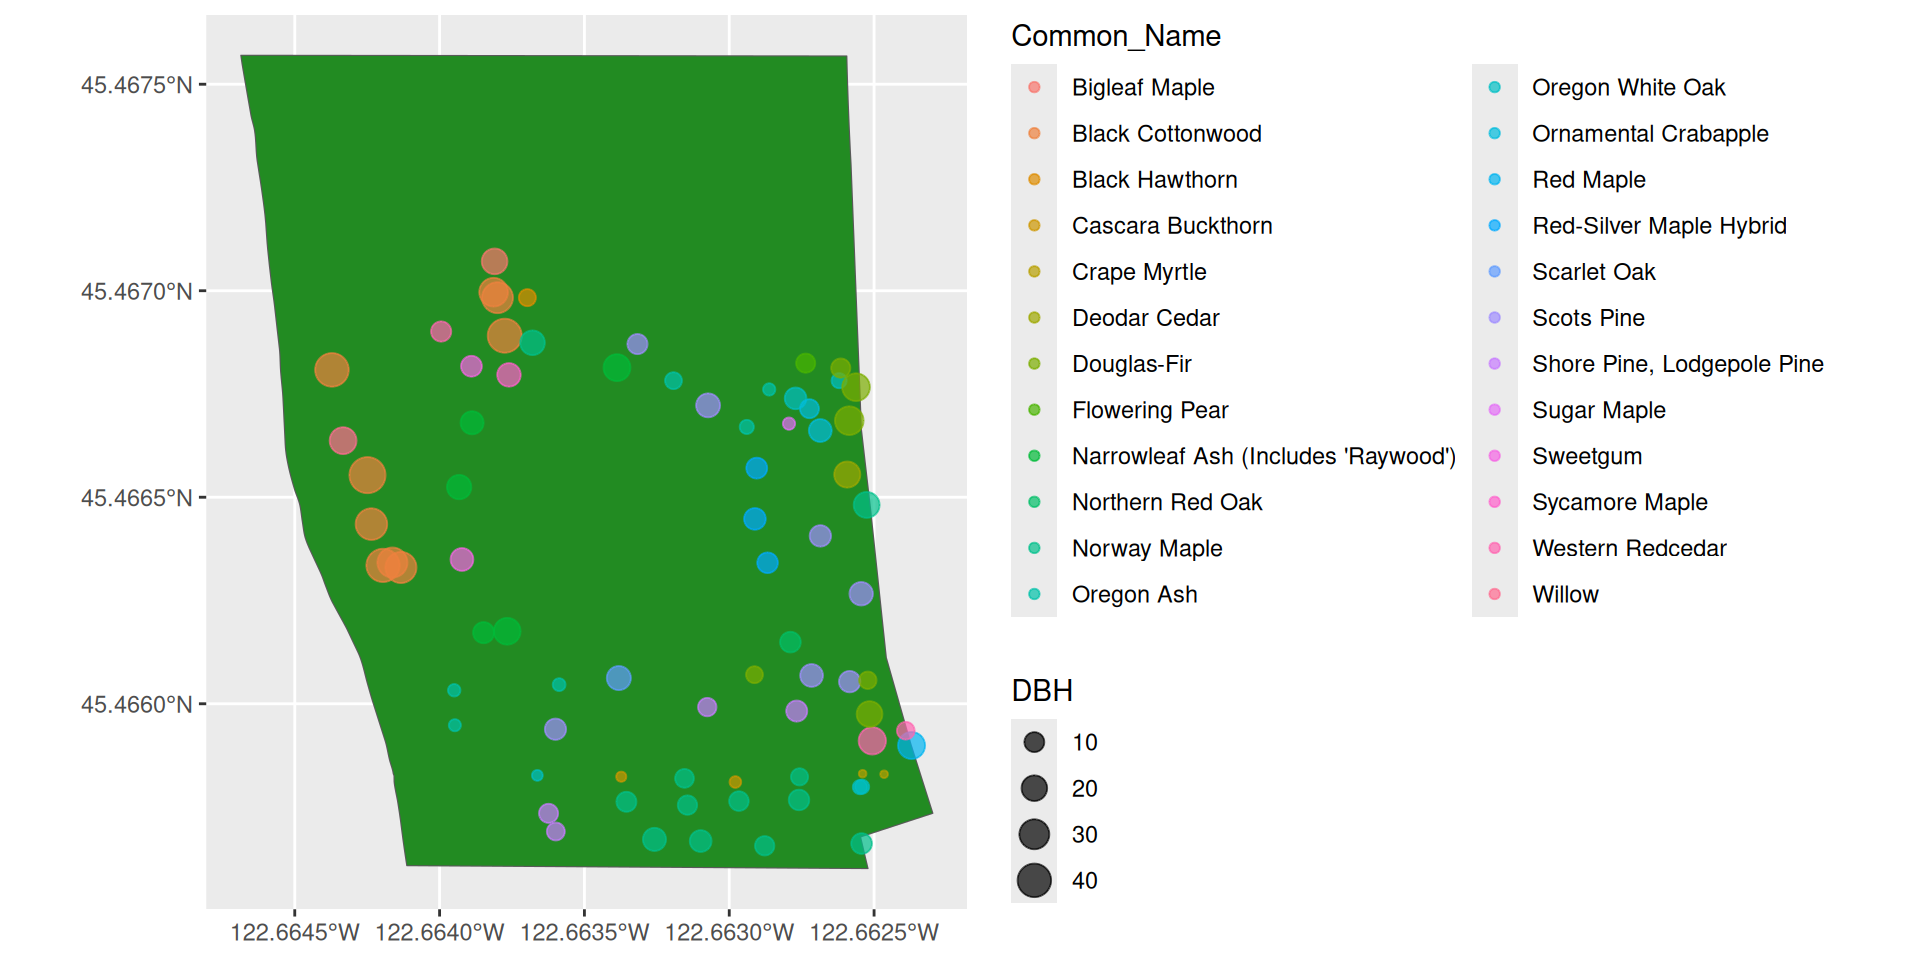 45.4675°N
45.4670°N
45.4665°N
45.4660°N
122.6645°W 122.6640°W 122.6635°W 122.6630°W 122.6625°W
Common_Name
Bigleaf Maple
Black Cottonwood
Black Hawthorn
Cascara Buckthorn
Crape Myrtle
Deodar Cedar
Douglas-Fir
Flowering Pear
Narrowleaf Ash (Includes 'Raywood')
Northern Red Oak
Norway Maple
Oregon Ash
Oregon White Oak
Ornamental Crabapple
Red Maple
Red-Silver Maple Hybrid
Scarlet Oak
Scots Pine
Shore Pine, Lodgepole Pine
Sugar Maple
Sweetgum
Sycamore Maple
Western Redcedar
Willow
DBH
10
20
30
40